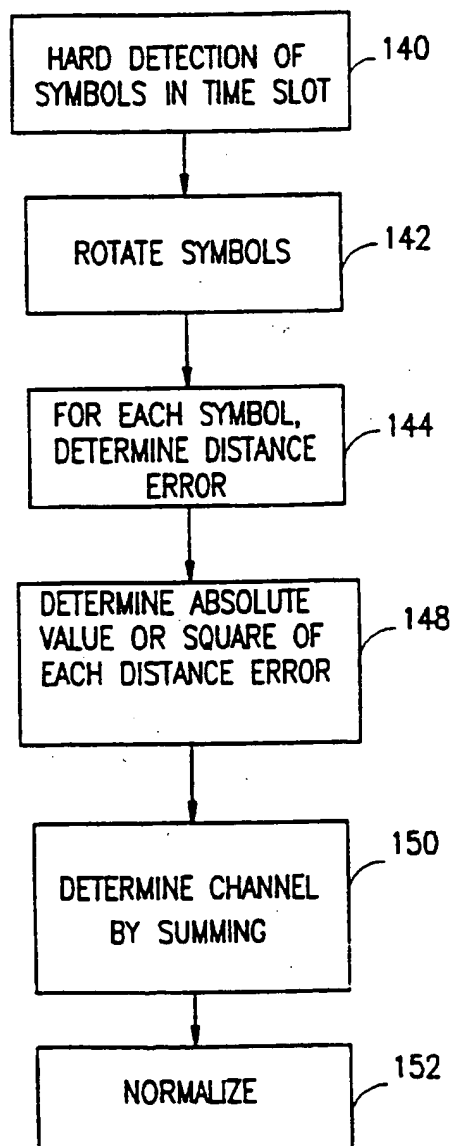 HARD DETECTION OF
SYMBOLS IN TIME SLOT
140
ROTATE SYMBOLS
142
FOR EACH SYMBOL,
DETERMINE DISTANCE
ERROR
144
DETERMINE ABSOLUTE
VALUE OR SQUARE OF
EACH DISTANCE ERROR
148
DETERMINE CHANNEL
BY SUMMING
150
NORMALIZE
152